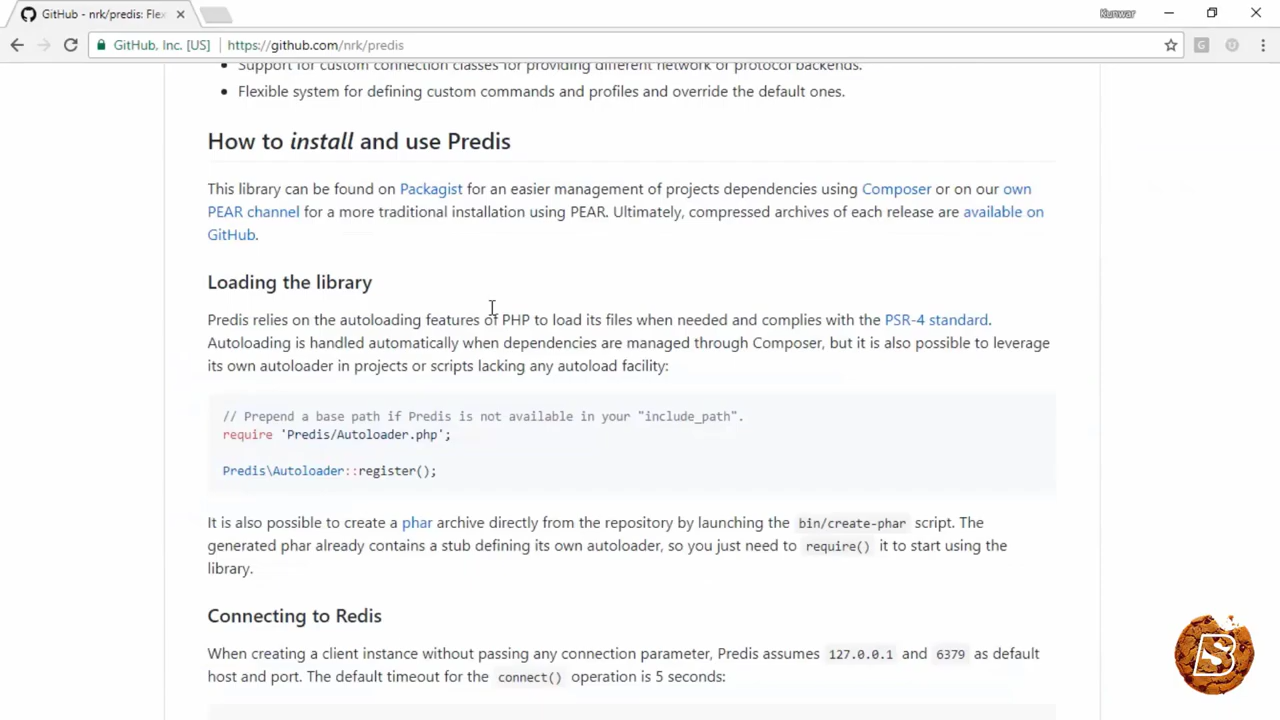 GitHub - nrk/predis: Flex
Kunwar
GitHub, Inc. [US]
https://github.com/nrk/predis
Support for custom connection classes for providing different network or protocol backends.
Flexible system for defining custom commands and profiles and override the default ones.
How to install and use Predis
This library can be found on Packagist for an easier management of projects dependencies using Composer or on our own
PEAR channel for a more traditional installation using PEAR. Ultimately, compressed archives of each release are available on
GitHub.
Loading the library
Predis relies on the autoloading features of PHP to load its files when needed and complies with the PSR-4 standard.
Autoloading is handled automatically when dependencies are managed through Composer, but it is also possible to leverage
its own autoloader in projects or scripts lacking any autoload facility:
// Prepend a base path if Predis is not available in your "include_path".
require 'Predis/Autoloader.php';
Predis\Autoloader::register();
It is also possible to create a phar archive directly from the repository by launching the bin/create-phar script. The
generated phar already contains a stub defining its own autoloader, so you just need to require() it to start using the
library.
Connecting to Redis
When creating a client instance without passing any connection parameter, Predis assumes 127.0.0.1 and 6379 as default
host and port. The default timeout for the connect() operation is 5 seconds: